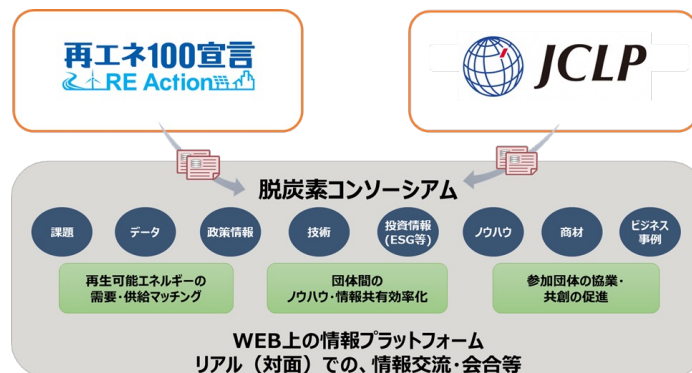 再エネ100宣言
RE Action
JCLP
脱炭素コンソーシアム
課題
データ
政策情報
技術
投資情報
(ESG等)
ノウハウ
商材
ビジネス
事例
再生可能エネルギーの
需要・供給マッチング
団体間の
ノウハウ・情報共有効率化
参加団体の協業・
共創の促進
WEB上の情報プラットフォーム
リアル（対面）での、情報交流・会合等